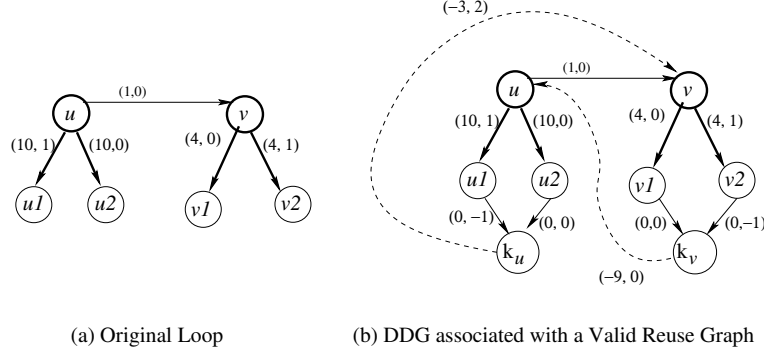 (−3, 2)
(1,0)
u
v
(10, 1)
(10,0)
(4, 0)
(4, 1)
u1
u2
v1
v2
(1,0)
u
v
(10, 1)
(10,0)
(4, 0)
(4, 1)
u1
u2
v1
v2
(0, −1)
(0, 0)
(0,0)
(0,−1)
ku
kv
(−9, 0)
(a) Original Loop
(b) DDG associated with a Valid Reuse Graph